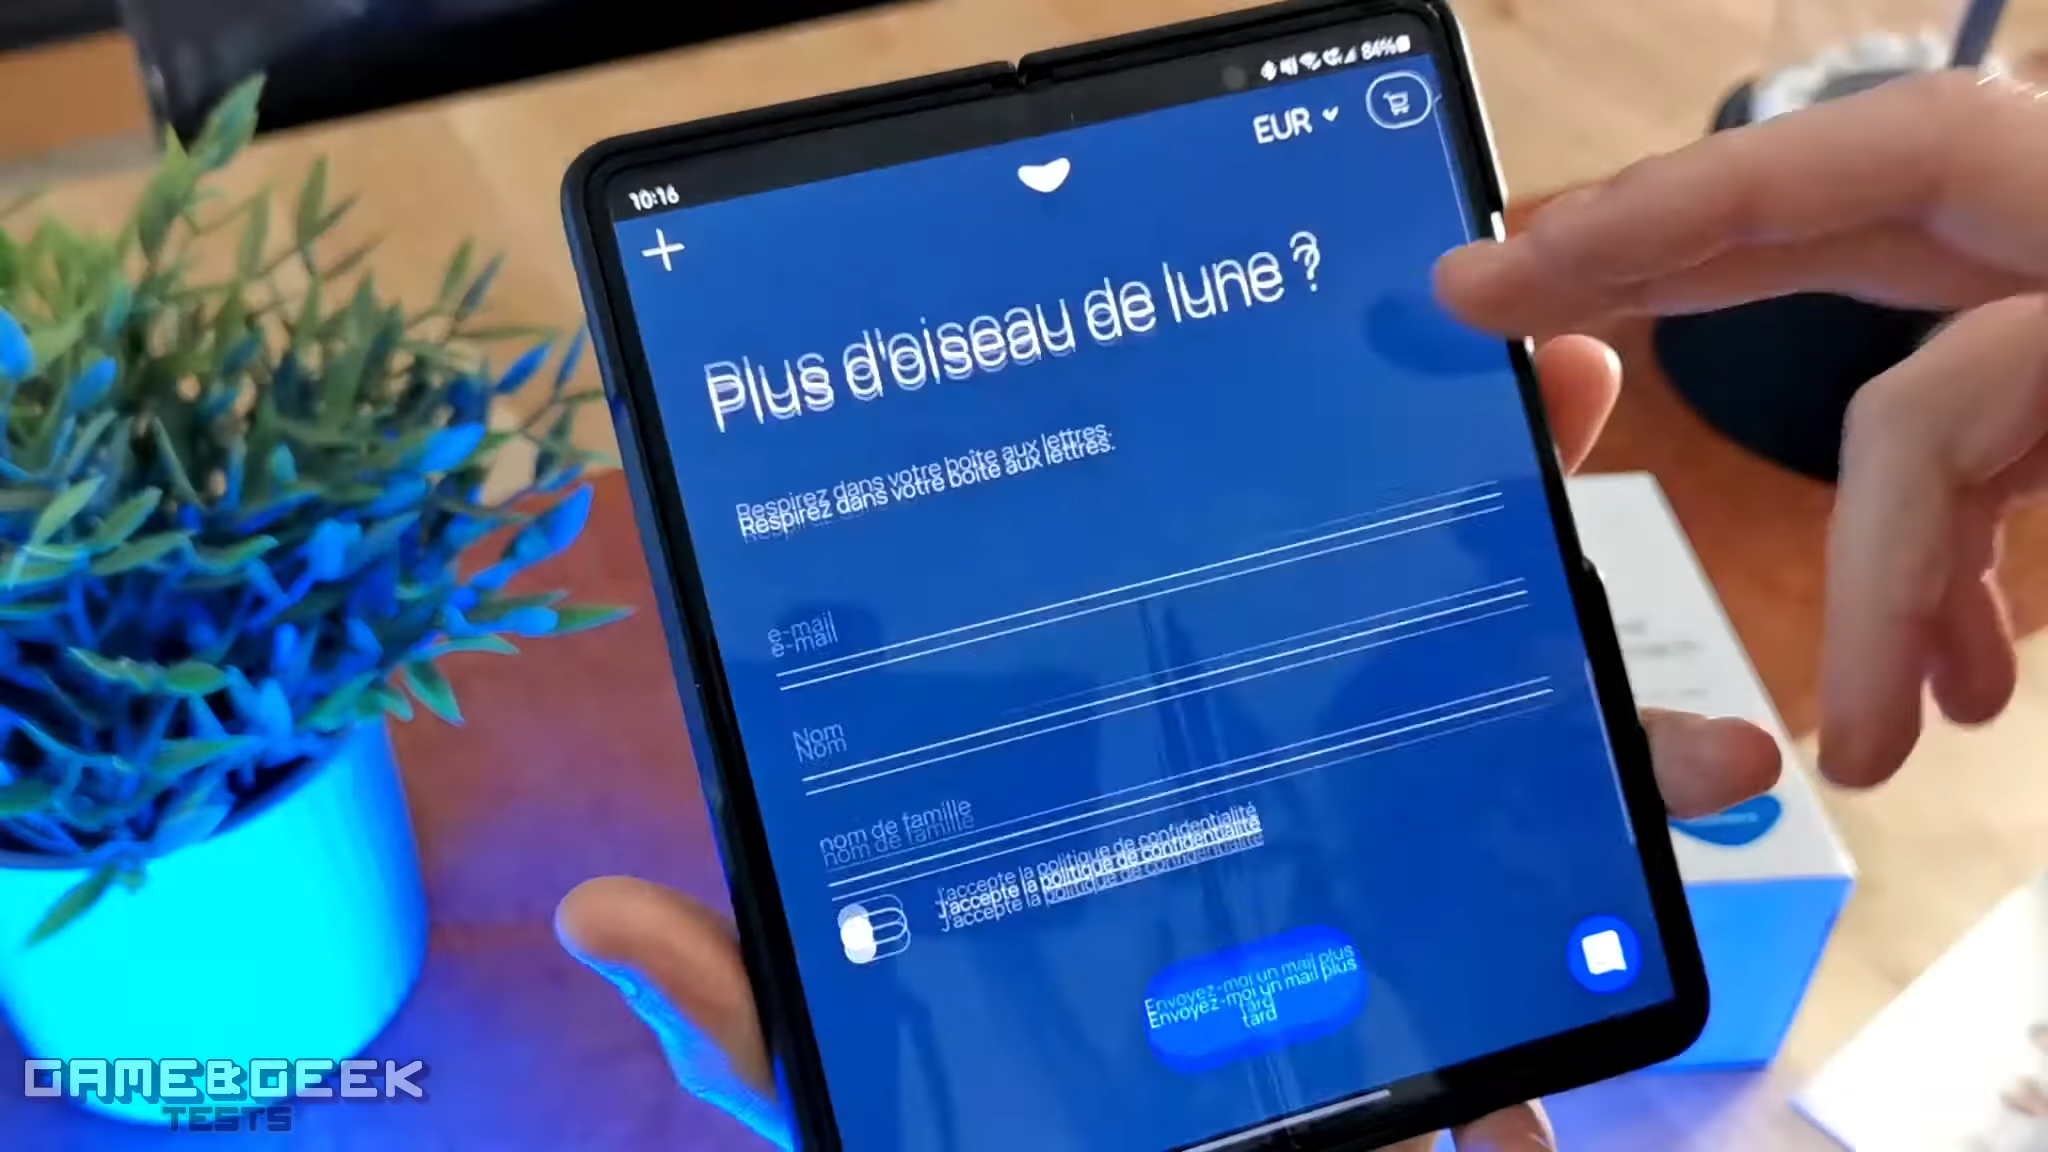 84%
10:16
EUR
Plus d'oiseau de lune ?
Respirez dans votre boîte aux lettres.
e-mail
Nom
nom de famille
J'accepte la politique de confidentialité
Envoyez-moi un mail plus
tard
GAME&GEEK
TESTS